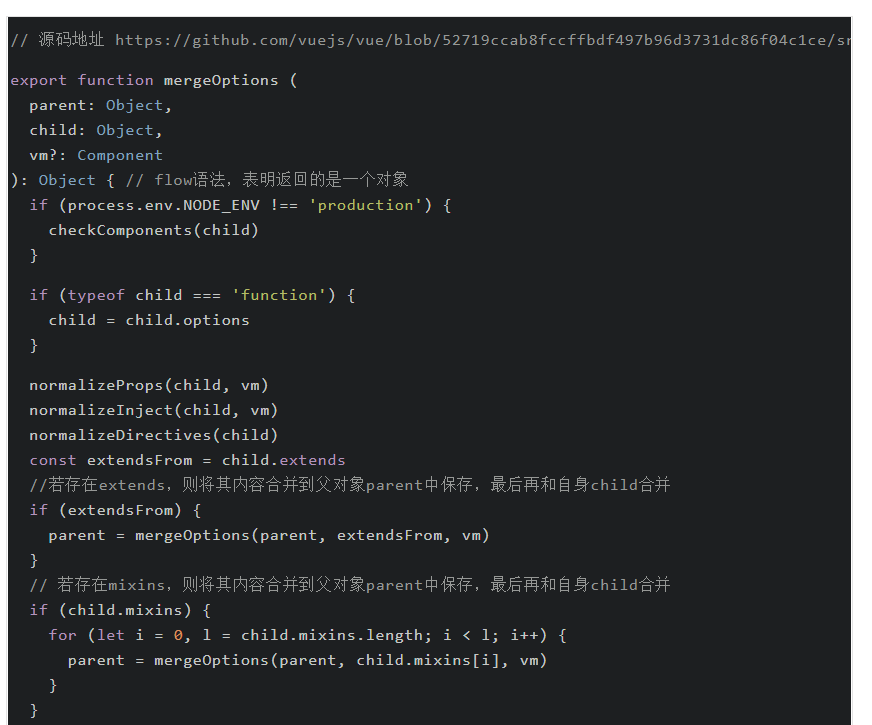 // 源码地址 https://github.com/vuejs/vue/blob/52719ccab8fccffbdf497b96d3731dc86f04c1ce/sr
export function mergeOptions (
  parent: Object,
  child: Object,
  vm?: Component
): Object { // flow语法，表明返回的是一个对象
  if (process.env.NODE_ENV !== 'production') {
    checkComponents(child)
  }
  if (typeof child === 'function') {
    child = child.options
  }
  normalizeProps(child, vm)
  normalizeInject(child, vm)
  normalizeDirectives(child)
  const extendsFrom = child.extends
  //若存在extends，则将其内容合并到父对象parent中保存，最后再和自身child合并
  if (extendsFrom) {
    parent = mergeOptions(parent, extendsFrom, vm)
  }
  // 若存在mixins，则将其内容合并到父对象parent中保存，最后再和自身child合并
  if (child.mixins) {
    for (let i = 0, l = child.mixins.length; i < l; i++) {
      parent = mergeOptions(parent, child.mixins[i], vm)
    }
  }